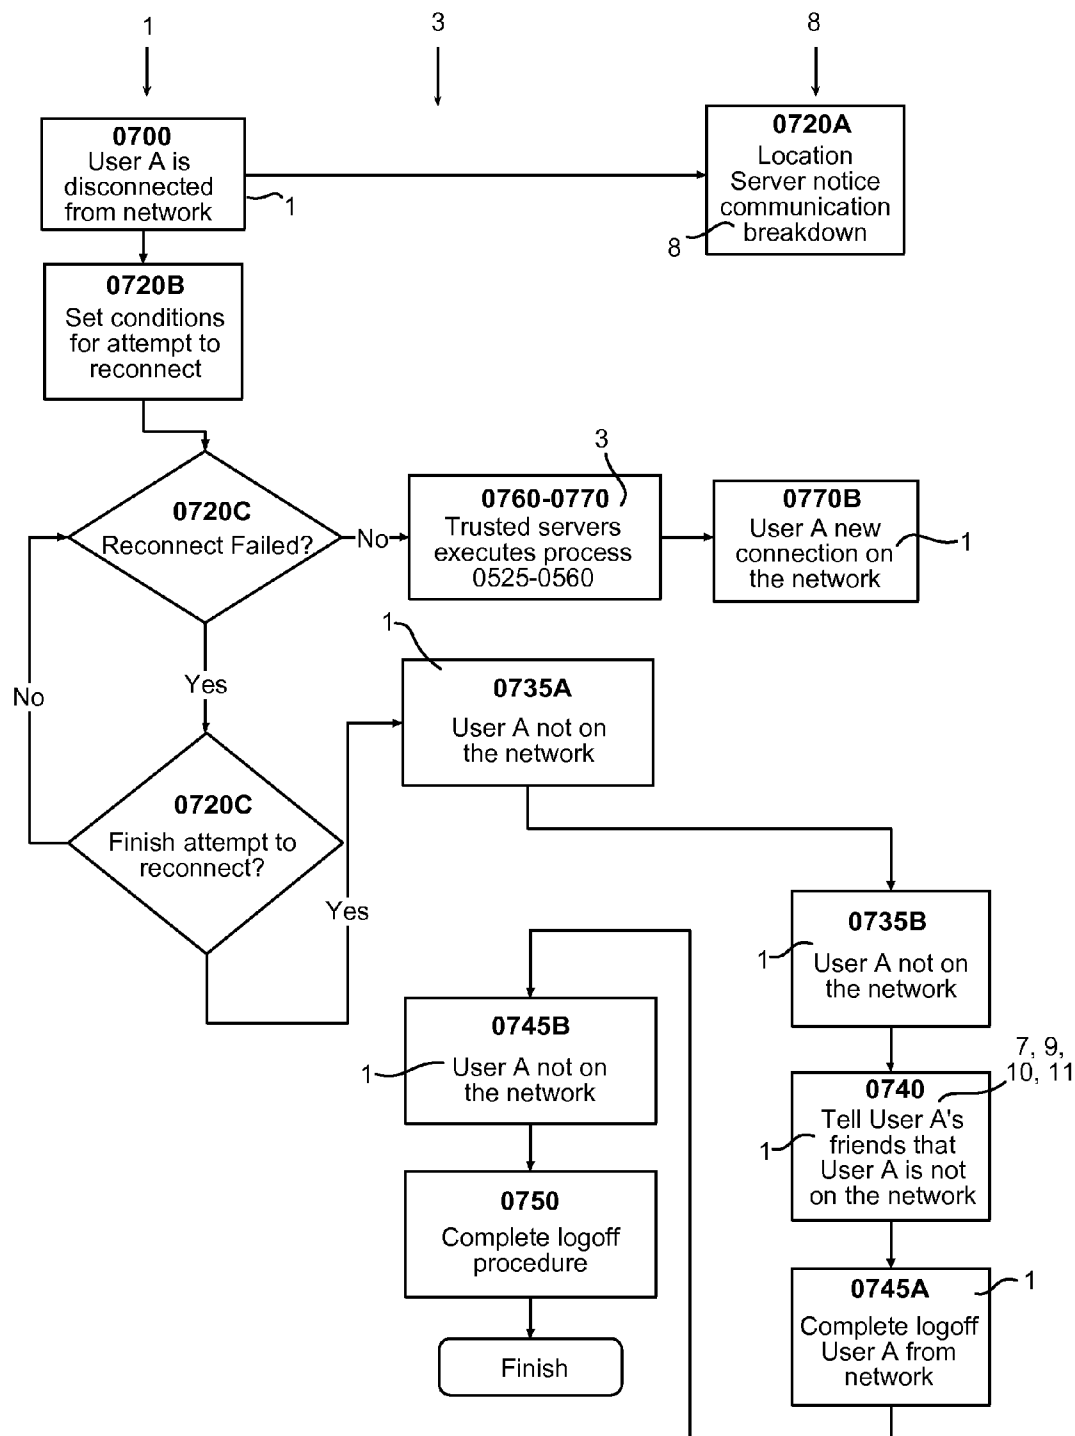 1
3
8
0700
User A is
disconnected
from network
1
0720A
Location
Server notice
communication
breakdown
8
0720B
Set conditions
for attempt to
reconnect
0720C
Reconnect Failed?
No
3
0760-0770
Trusted servers
executes process
0525-0560
0770B
User A new
connection on
the network
1
Yes
No
1
0735A
User A not on
the network
0720C
Finish attempt to
reconnect?
Yes
0735B
1
User A not on
the network
0745B
1
User A not on
the network
7, 9,
10, 11
0740
1
Tell User A's
friends that
User A is not
on the network
0750
Complete logoff
procedure
0745A
1
Complete logoff
User A from
network
Finish